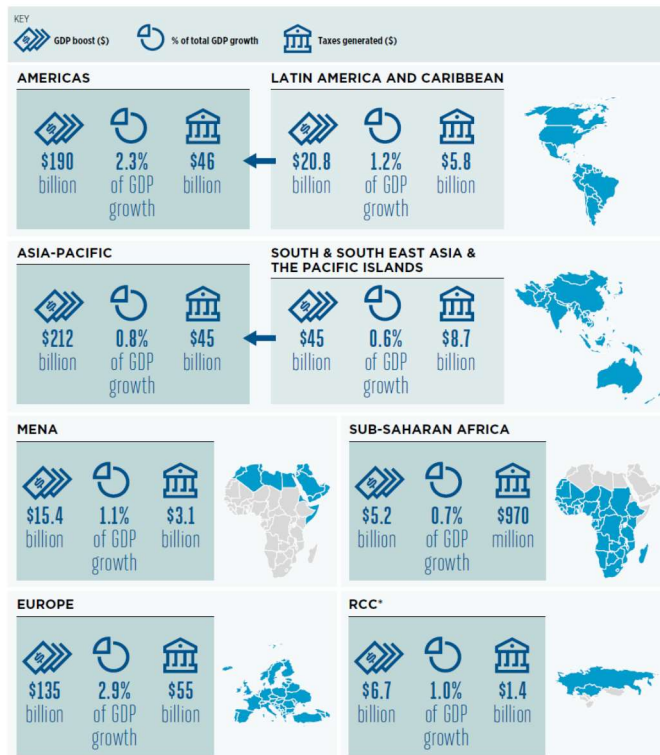 KEY
GDP boost ($)
% of total GDP growth
Taxes generated ($)
AMERICAS
$190
billion
2.3%
of GDP
growth
$46
billion
LATIN AMERICA AND CARIBBEAN
$20.8
billion
1.2%
of GDP
growth
$5.8
billion
ASIA-PACIFIC
$212
billion
0.8%
of GDP
growth
$45
billion
SOUTH & SOUTH EAST ASIA &
THE PACIFIC ISLANDS
$45
billion
0.6%
of GDP
growth
$8.7
billion
MENA
$15.4
billion
1.1%
of GDP
growth
$3.1
billion
SUB-SAHARAN AFRICA
$5.2
billion
0.7%
of GDP
growth
$970
million
EUROPE
$135
billion
2.9%
of GDP
growth
$55
billion
RCC*
$6.7
billion
1.0%
of GDP
growth
$1.4
billion